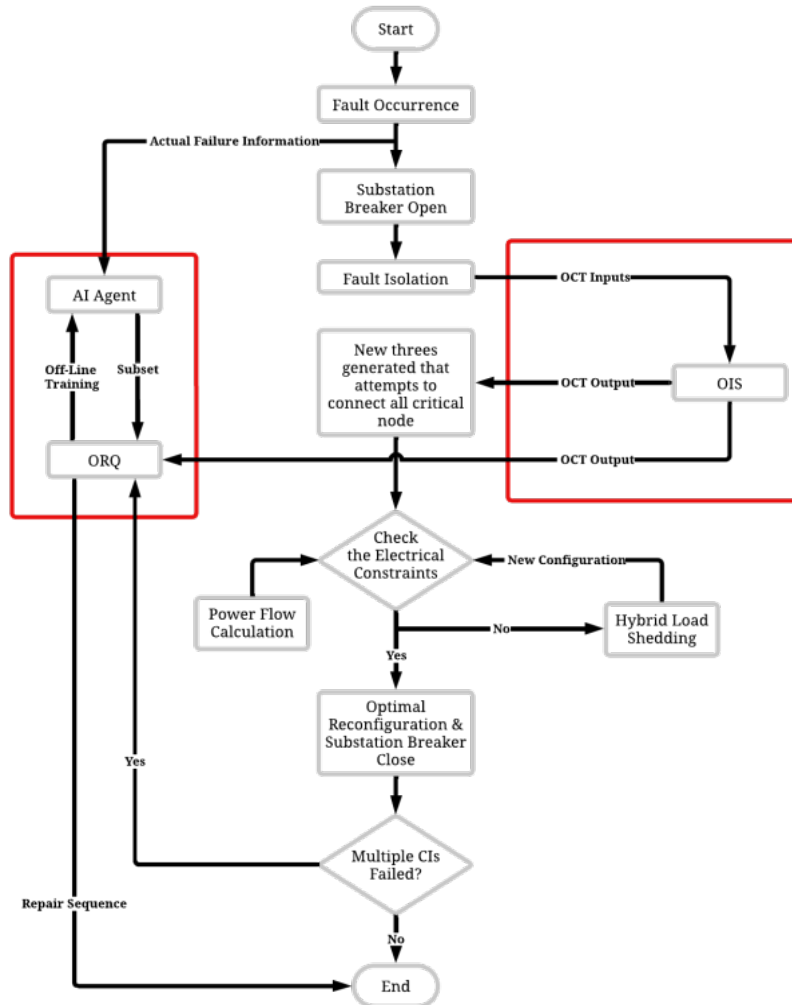 Start
Fault Occurrence
Actual Failure Information
Substation
Breaker Open
Fault Isolation
OCT Inputs
AI Agent
Off-Line
Training
Subset
New threes
generated that
attempts to
connect all critical
node
OCT Output
OIS
ORQ
OCT Output
Check
the Electrical
Constraints
New Configuration
Power Flow
Calculation
No
Hybrid Load
Shedding
Yes
Optimal
Reconfiguration &
Substation Breaker
Close
Yes
Multiple CIs
Failed?
Repair Sequence
No
End